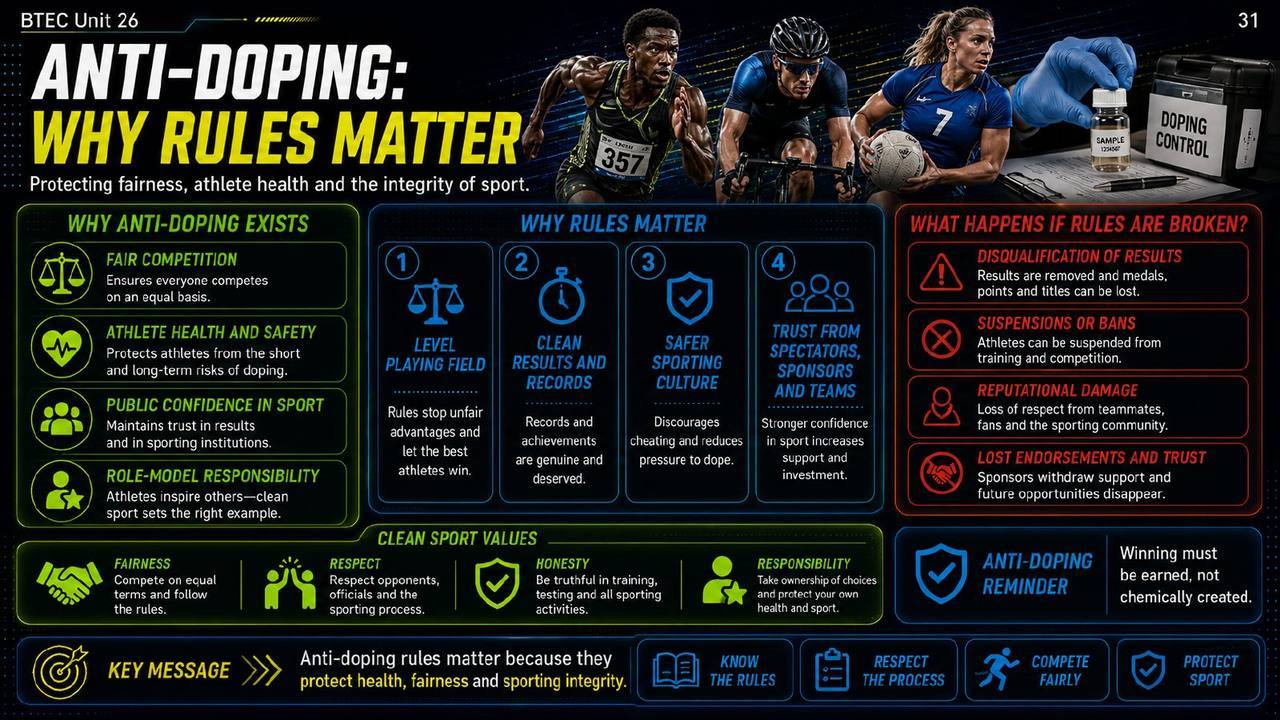 BTEC Unit 26
31
ANTI-DOPING:
WHY RULES MATTER
Protecting fairness, athlete health and the integrity of sport.
357
7
SAMPLE
1234567
DOPING
CONTROL
WHY ANTI-DOPING EXISTS
FAIR COMPETITION
Ensures everyone competes
on an equal basis.
ATHLETE HEALTH AND SAFETY
Protects athletes from the short
and long-term risks of doping.
PUBLIC CONFIDENCE IN SPORT
Maintains trust in results
and in sporting institutions.
ROLE-MODEL RESPONSIBILITY
Athletes inspire others—clean
sport sets the right example.
WHY RULES MATTER
1
LEVEL
PLAYING FIELD
Rules stop unfair
advantages and
let the best
athletes win.
2
CLEAN
RESULTS AND
RECORDS
Records and
achievements
are genuine and
deserved.
3
SAFER
SPORTING
CULTURE
Discourages
cheating and reduces
pressure to dope.
4
TRUST FROM
SPECTATORS,
SPONSORS
AND TEAMS
Stronger confidence
in sport increases
support and
investment.
WHAT HAPPENS IF RULES ARE BROKEN?
DISQUALIFICATION OF RESULTS
Results are removed and medals,
points and titles can be lost.
SUSPENSIONS OR BANS
Athletes can be suspended from
training and competition.
REPUTATIONAL DAMAGE
Loss of respect from teammates,
fans and the sporting community.
LOST ENDORSEMENTS AND TRUST
Sponsors withdraw support and
future opportunities disappear.
CLEAN SPORT VALUES
FAIRNESS
Compete on equal
terms and follow
the rules.
RESPECT
Respect opponents,
officials and the
sporting process.
HONESTY
Be truthful in training,
testing and all sporting
activities.
RESPONSIBILITY
Take ownership of choices
and protect your own
health and sport.
ANTI-DOPING
REMINDER
Winning must
be earned, not
chemically created.
KEY MESSAGE
Anti-doping rules matter because they
protect health, fairness and sporting integrity.
KNOW
THE RULES
RESPECT
THE PROCESS
COMPETE
FAIRLY
PROTECT
SPORT